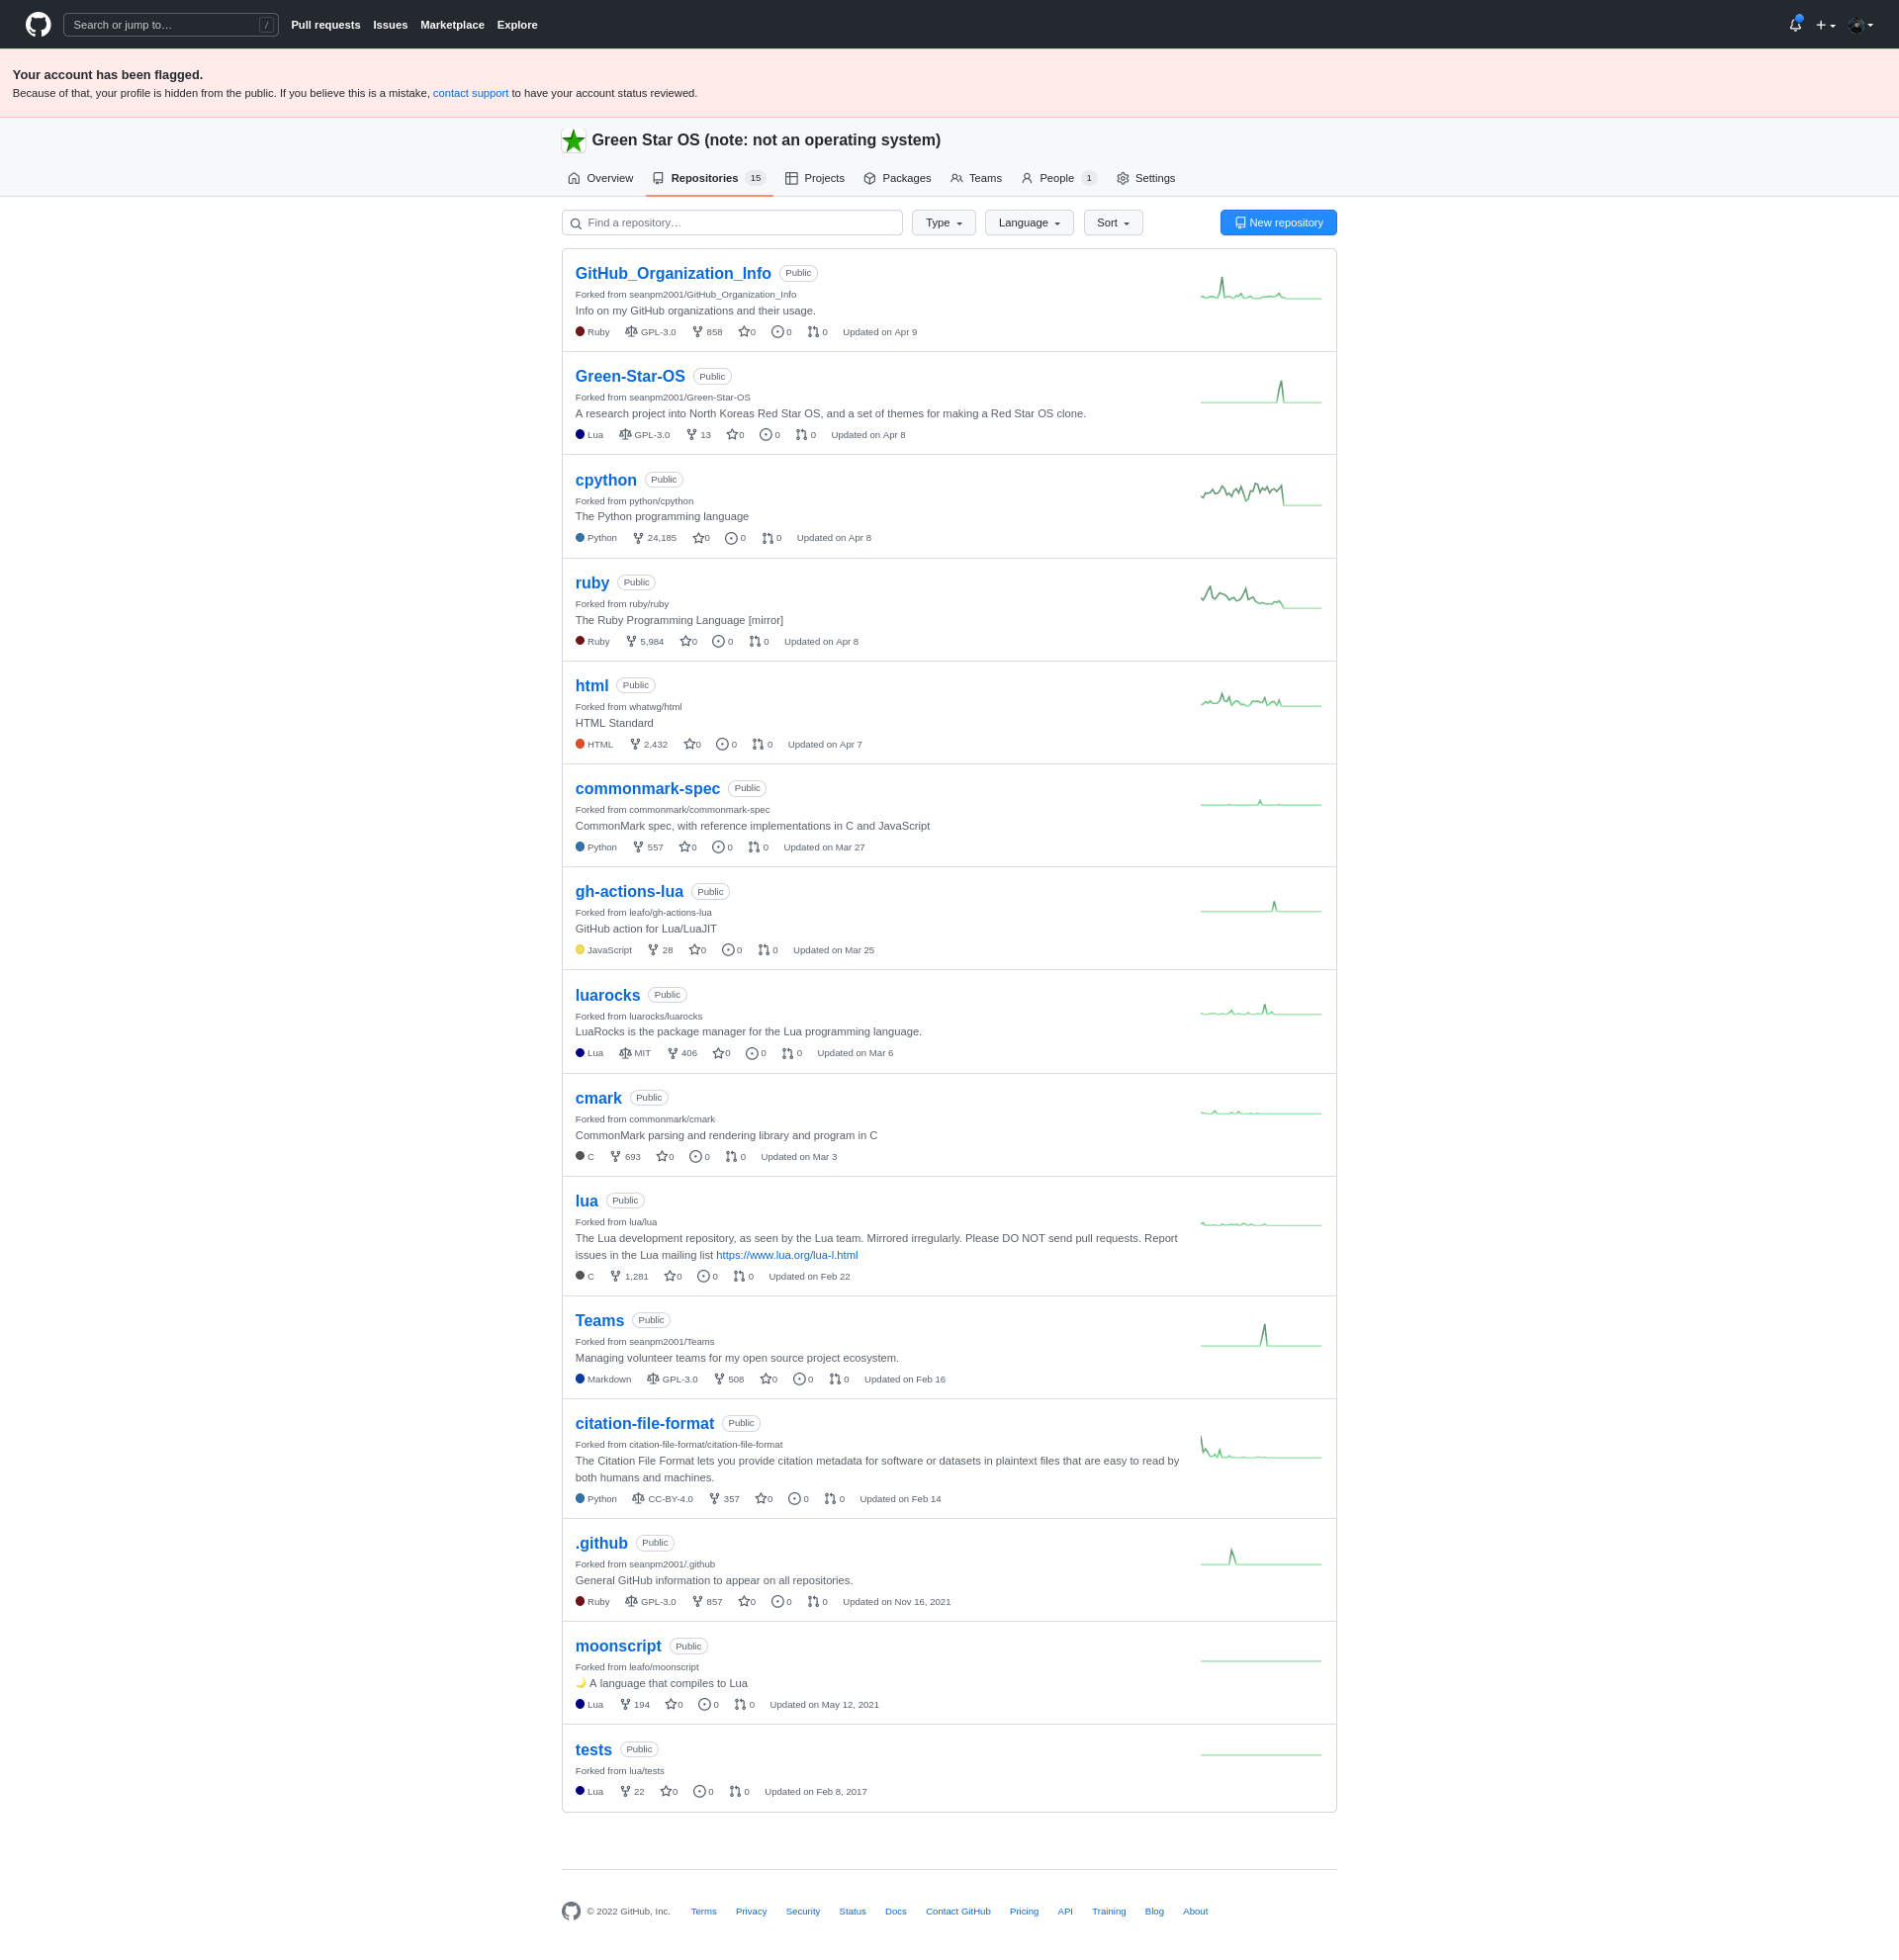 Search or jump to… /
Pull requests Issues Marketplace Explore
Your account has been flagged.
Because of that, your profile is hidden from the public. If you believe this is a mistake, contact support to have your account status reviewed.
Green Star OS (note: not an operating system)
Overview Repositories 15 Projects Packages Teams People 1 Settings
Find a repository… Type Language Sort New repository
GitHub_Organization_Info Public
Forked from seanpm2001/GitHub_Organization_Info
Info on my GitHub organizations and their usage.
Ruby GPL-3.0 858 0 0 0 Updated on Apr 9
Green-Star-OS Public
Forked from seanpm2001/Green-Star-OS
A research project into North Koreas Red Star OS, and a set of themes for making a Red Star OS clone.
Lua GPL-3.0 13 0 0 0 Updated on Apr 8
cpython Public
Forked from python/cpython
The Python programming language
Python 24,185 0 0 0 Updated on Apr 8
ruby Public
Forked from ruby/ruby
The Ruby Programming Language [mirror]
Ruby 5,984 0 0 0 Updated on Apr 8
html Public
Forked from whatwg/html
HTML Standard
HTML 2,432 0 0 0 Updated on Apr 7
commonmark-spec Public
Forked from commonmark/commonmark-spec
CommonMark spec, with reference implementations in C and JavaScript
Python 557 0 0 0 Updated on Mar 27
gh-actions-lua Public
Forked from leafo/gh-actions-lua
GitHub action for Lua/LuaJIT
JavaScript 28 0 0 0 Updated on Mar 25
luarocks Public
Forked from luarocks/luarocks
LuaRocks is the package manager for the Lua programming language.
Lua MIT 406 0 0 0 Updated on Mar 6
cmark Public
Forked from commonmark/cmark
CommonMark parsing and rendering library and program in C
C 693 0 0 0 Updated on Mar 3
lua Public
Forked from lua/lua
The Lua development repository, as seen by the Lua team. Mirrored irregularly. Please DO NOT send pull requests. Report
issues in the Lua mailing list https://www.lua.org/lua-l.html
C 1,281 0 0 0 Updated on Feb 22
Teams Public
Forked from seanpm2001/Teams
Managing volunteer teams for my open source project ecosystem.
Markdown GPL-3.0 508 0 0 0 Updated on Feb 16
citation-file-format Public
Forked from citation-file-format/citation-file-format
The Citation File Format lets you provide citation metadata for software or datasets in plaintext files that are easy to read by
both humans and machines.
Python CC-BY-4.0 357 0 0 0 Updated on Feb 14
.github Public
Forked from seanpm2001/.github
General GitHub information to appear on all repositories.
Ruby GPL-3.0 857 0 0 0 Updated on Nov 16, 2021
moonscript Public
Forked from leafo/moonscript
🌙 A language that compiles to Lua
Lua 194 0 0 0 Updated on May 12, 2021
tests Public
Forked from lua/tests
Lua 22 0 0 0 Updated on Feb 8, 2017
© 2022 GitHub, Inc. Terms Privacy Security Status Docs Contact GitHub Pricing API Training Blog About